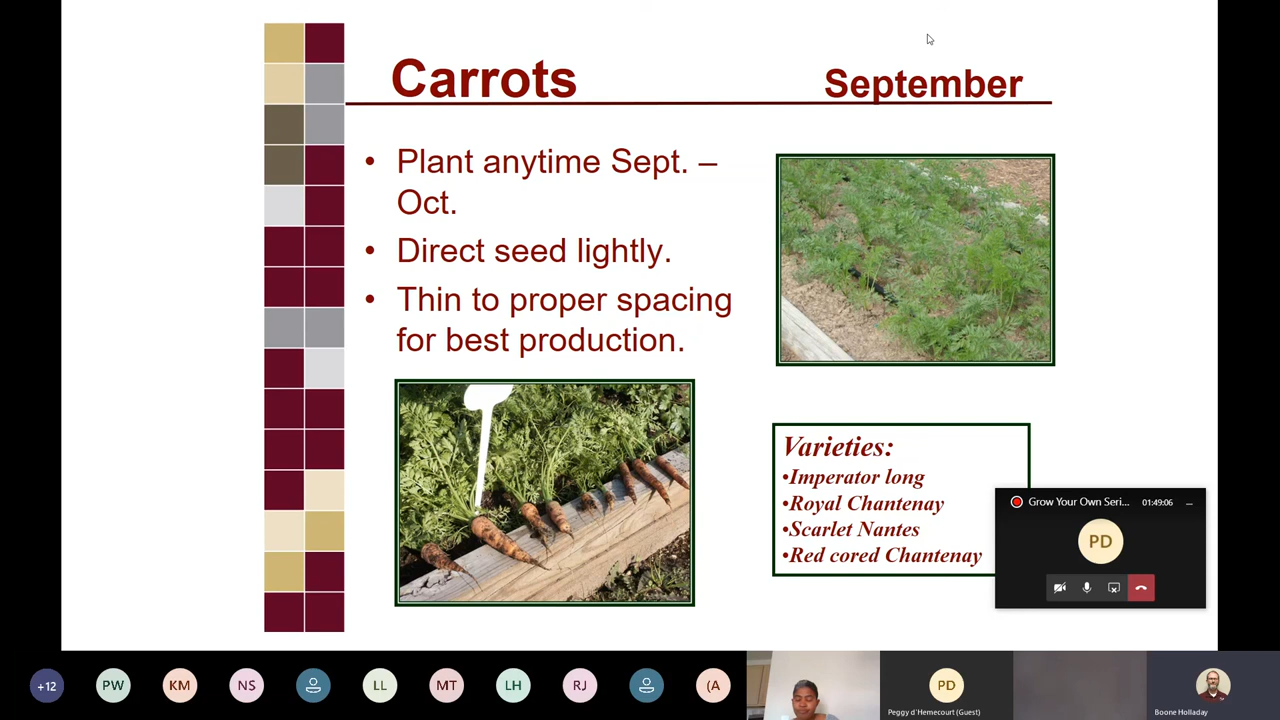 Carrots
September
• Plant anytime Sept. –
Oct.
• Direct seed lightly.
• Thin to proper spacing
for best production.
Varieties:
•Imperator long
•Royal Chantenay
•Scarlet Nantes
•Red cored Chantenay
Grow Your Own Seri...
01:49:06
PD
+12
PW
KM
NS
LL
MT
LH
RJ
(A
PD
Peggy d'Hemecourt (Guest)
Boone Holladay